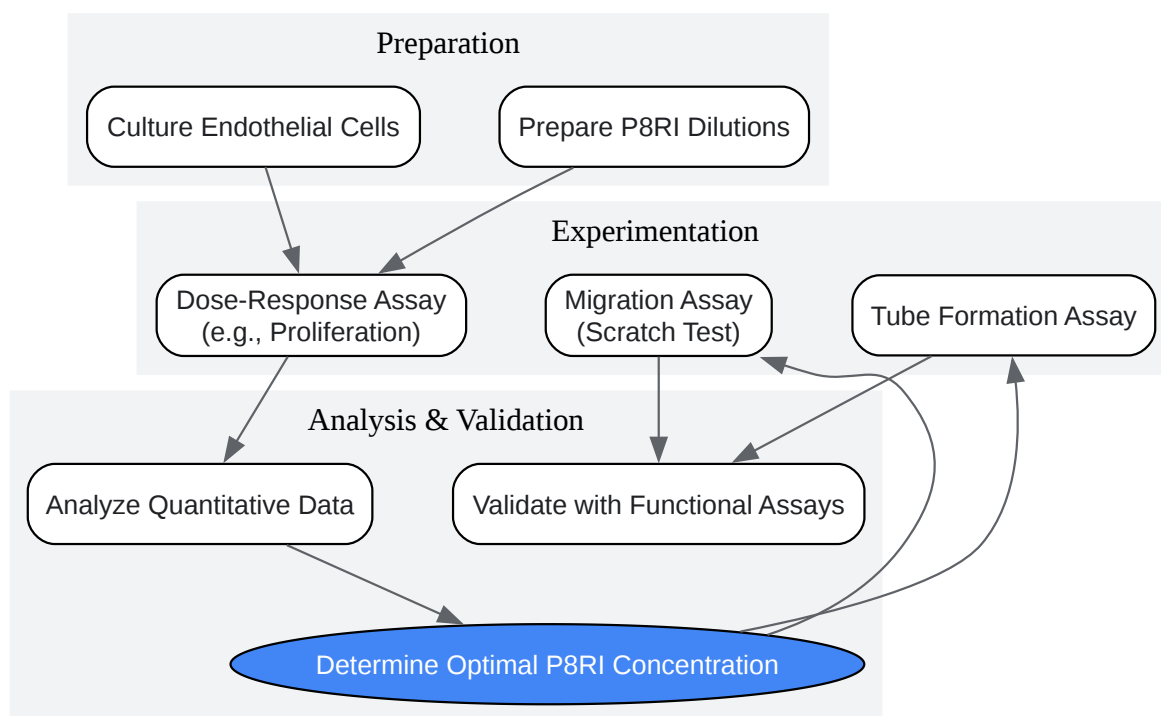 Preparation
Culture Endothelial Cells
Prepare P8RI Dilutions
Experimentation
Dose-Response Assay
(e.g., Proliferation)
Migration Assay
(Scratch Test)
Tube Formation Assay
Analysis & Validation
Analyze Quantitative Data
Validate with Functional Assays
Determine Optimal P8RI Concentration